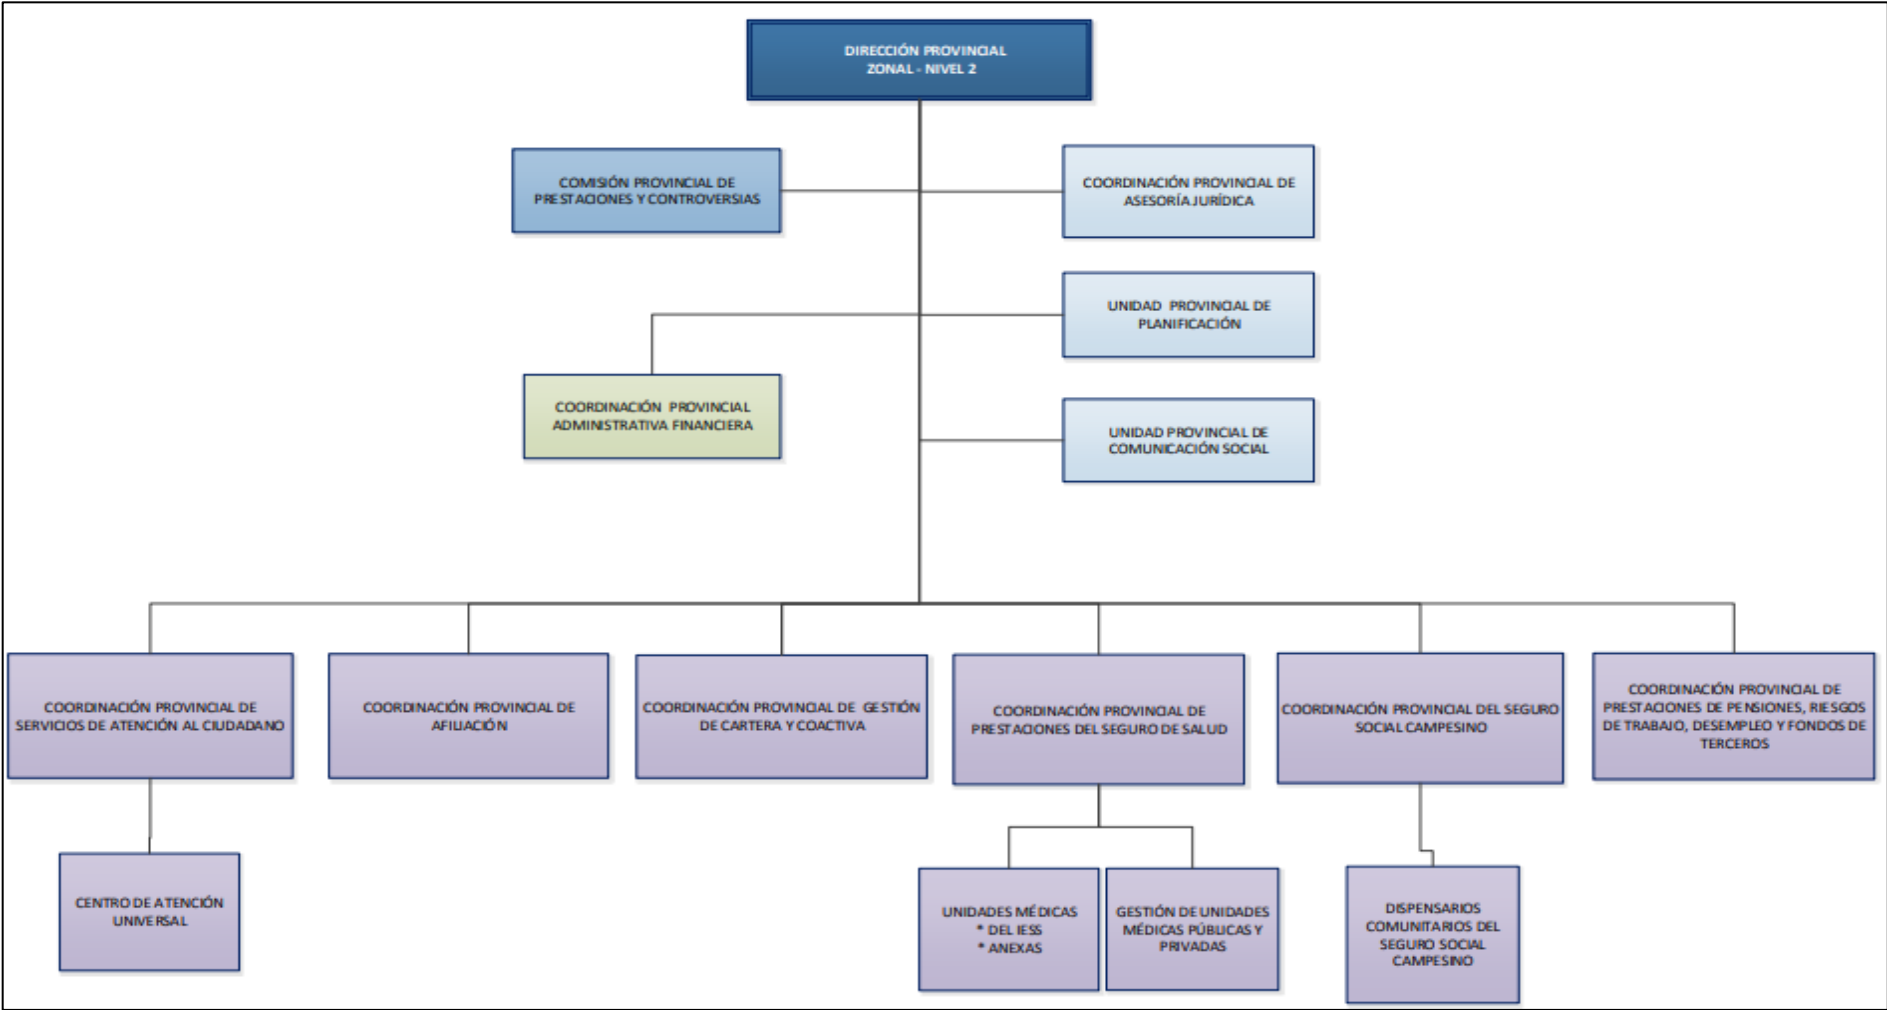 DIRECCIÓN PROVINCIAL
ZONAL - NIVEL 2
COMISIÓN PROVINCIAL DE
PRESTACIONES Y CONTROVERSIAS
COORDINACIÓN PROVINCIAL DE
ASESORÍA JURÍDICA
UNIDAD PROVINCIAL DE
PLANIFICACIÓN
COORDINACIÓN PROVINCIAL
ADMINISTRATIVA FINANCIERA
UNIDAD PROVINCIAL DE
COMUNICACIÓN SOCIAL
COORDINACIÓN PROVINCIAL DE
SERVICIOS DE ATENCIÓN AL CIUDADANO
COORDINACIÓN PROVINCIAL DE
AFILIACIÓN
COORDINACIÓN PROVINCIAL DE GESTIÓN
DE CARTERA Y COACTIVA
COORDINACIÓN PROVINCIAL DE
PRESTACIONES DEL SEGURO DE SALUD
COORDINACIÓN PROVINCIAL DEL SEGURO
SOCIAL CAMPESINO
COORDINACIÓN PROVINCIAL DE
PRESTACIONES DE PENSIONES, RIESGOS
DE TRABAJO, DESEMPLEO Y FONDOS DE
TERCEROS
CENTRO DE ATENCIÓN
UNIVERSAL
UNIDADES MÉDICAS
* DEL IESS
* ANEXAS
GESTIÓN DE UNIDADES
MÉDICAS PÚBLICAS Y
PRIVADAS
DISPENSARIOS
COMUNITARIOS DEL
SEGURO SOCIAL
CAMPESINO